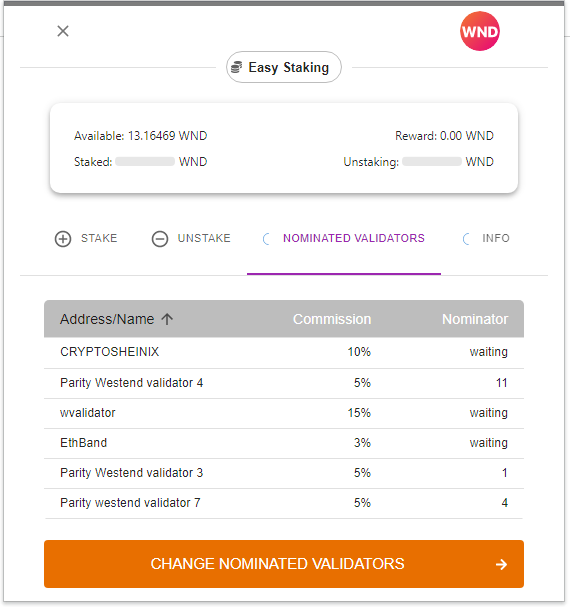 WND
Easy Staking
Available: 13.16469 WND Reward: 0.00 WND
Staked: WND Unstaking: WND
STAKE UNSTAKE NOMINATED VALIDATORS INFO
Address/Name Commission Nominator
CRYPTOSHEINIX 10% waiting
Parity Westend validator 4 5% 11
wvalidator 15% waiting
EthBand 3% waiting
Parity Westend validator 3 5% 1
Parity westend validator 7 5% 4
CHANGE NOMINATED VALIDATORS